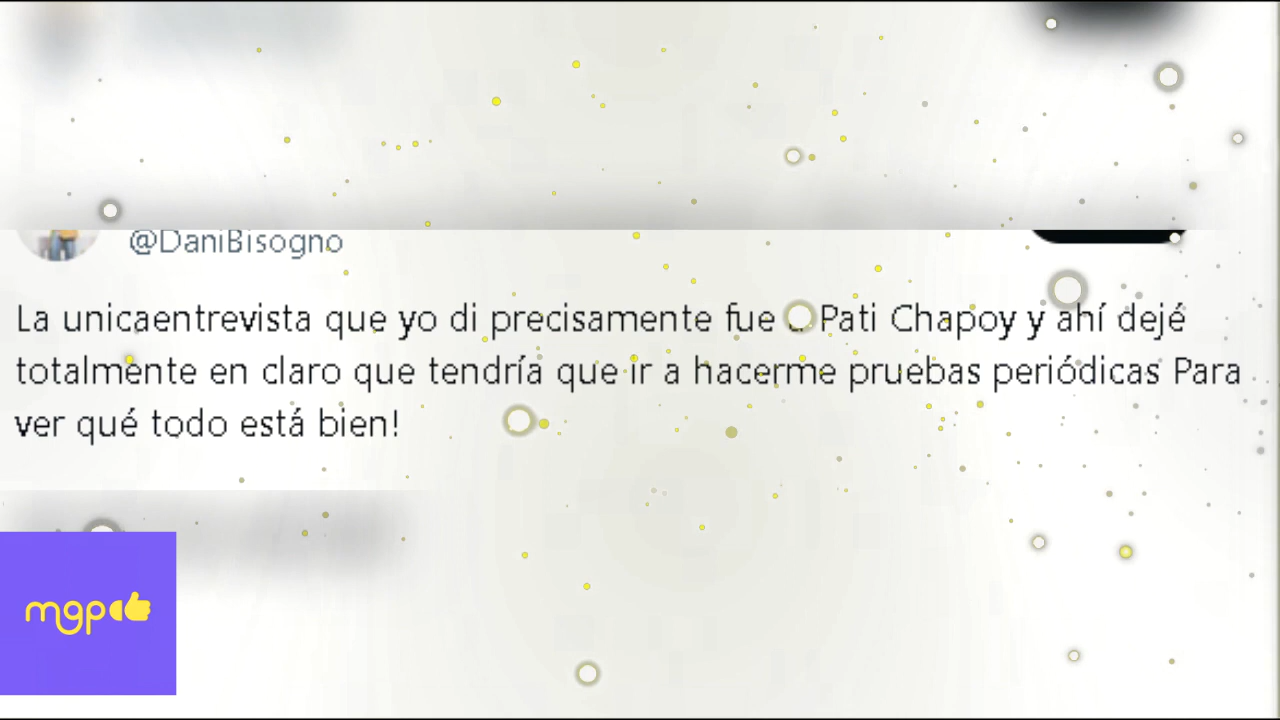 @DaniBisogno
La unicaentrevista que yo di precisamente fue Pati Chapoy y ahí dejé
totalmente en claro que tendría que ir a hacerme pruebas periódicas Para
ver qué todo está bien!
mgp